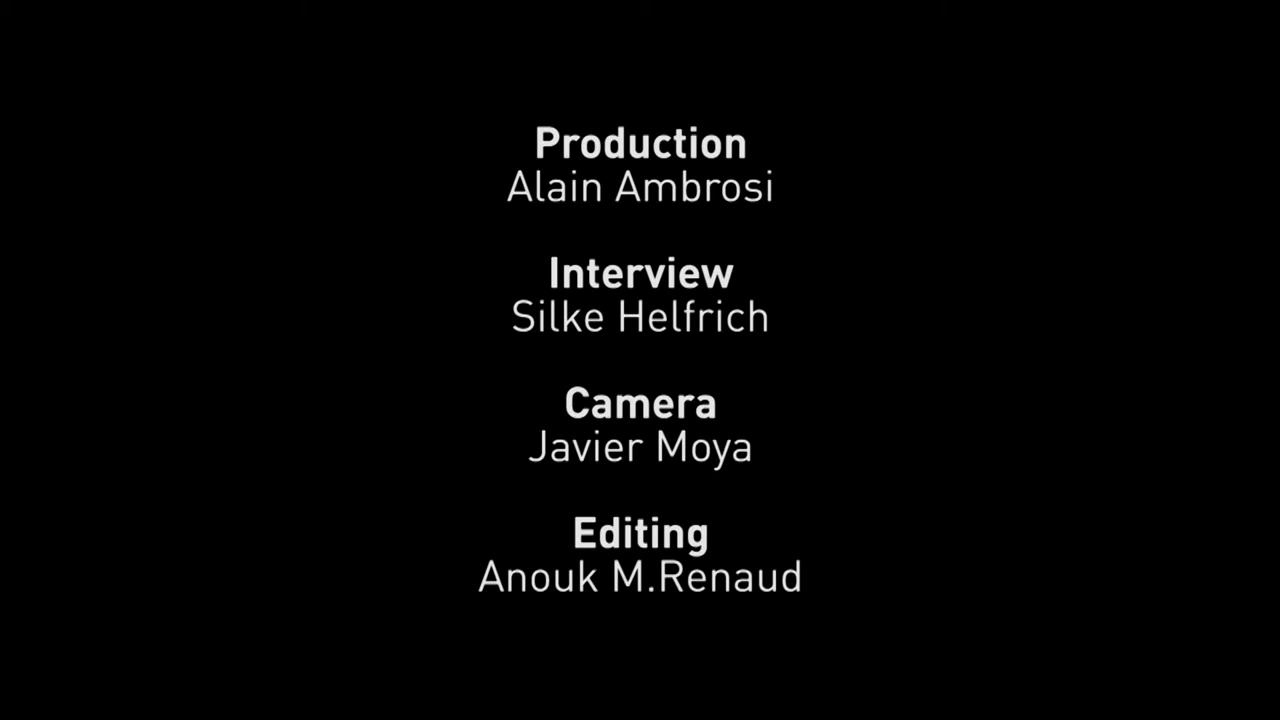 Production
Alain Ambrosi
Interview
Silke Helfrich
Camera
Javier Moya
Editing
Anouk M.Renaud